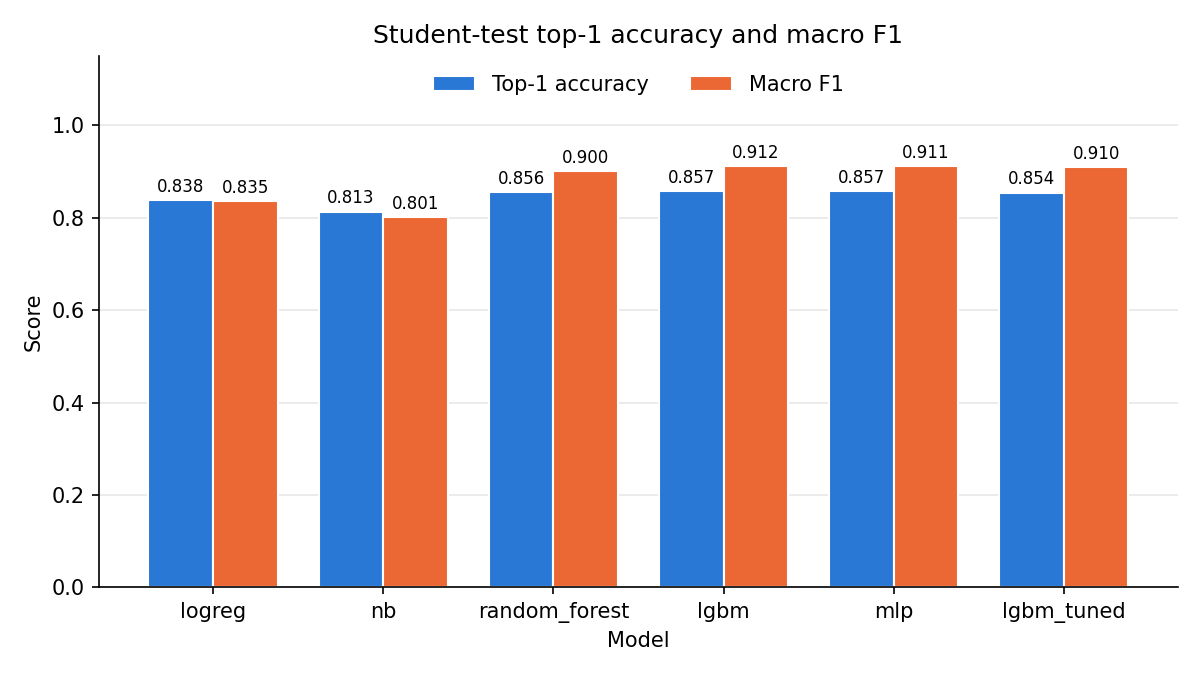 Student-test top-1 accuracy and macro F1
Top-1 accuracy Macro F1
1.0
0.8
0.6
0.4
0.2
0.0
Score
0.838 0.835 0.813 0.801 0.856 0.900 0.857 0.912 0.857 0.911 0.854 0.910
logreg nb random_forest lgbm mlp lgbm_tuned
Model